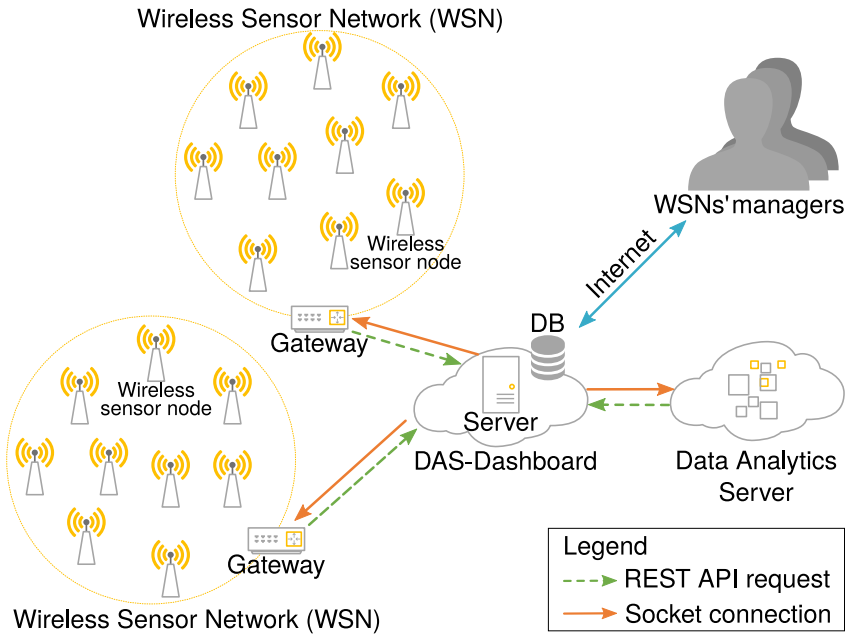 Wireless Sensor Network (WSN)
Wireless
sensor node
Gateway
WSNs' managers
Internet
DB
Server
DAS-Dashboard
Data Analytics
Server
Wireless
sensor node
Gateway
Wireless Sensor Network (WSN)
Legend
REST API request
Socket connection